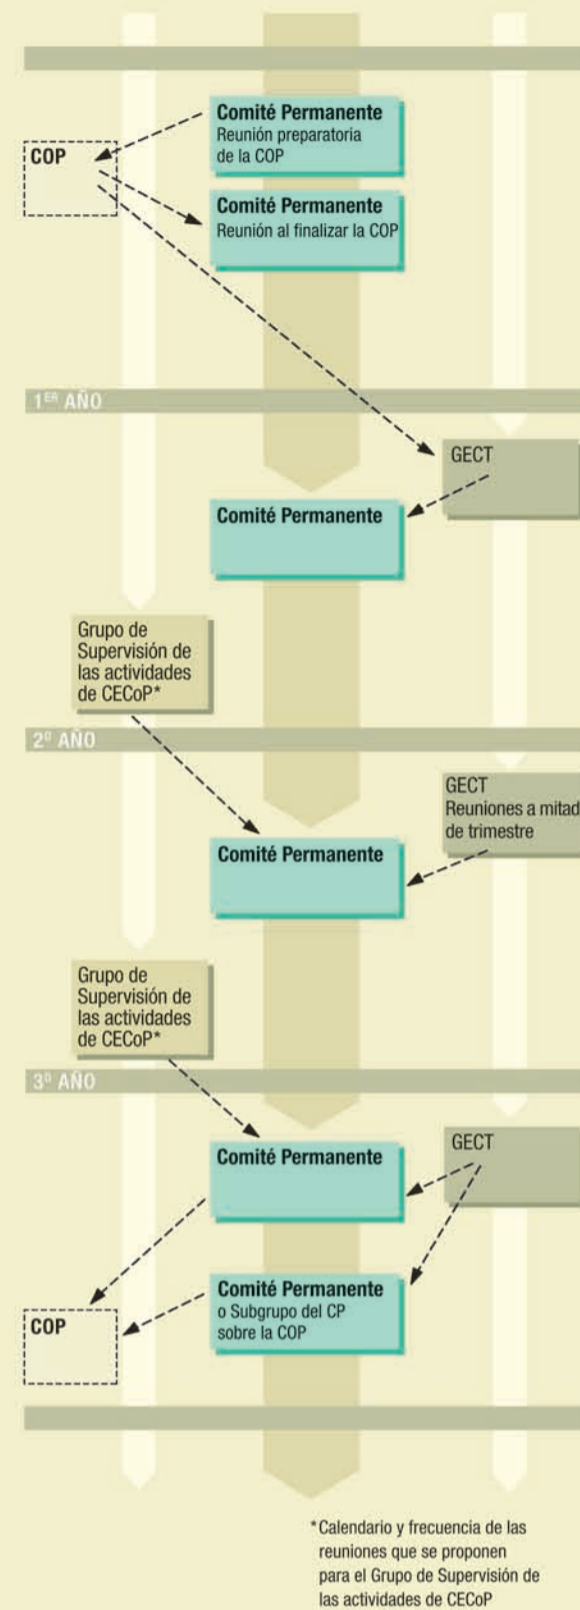 Comité Permanente
Reunión preparatoria
de la COP
COP
Comité Permanente
Reunión al finalizar la COP
1ER AÑO
GECT
Comité Permanente
Grupo de
Supervisión de
las actividades
de CECoP*
2º AÑO
GECT
Reuniones a mitad
de trimestre
Comité Permanente
Grupo de
Supervisión de
las actividades
de CECoP*
3º AÑO
GECT
Comité Permanente
Comité Permanente
o Subgrupo del CP
sobre la COP
COP
*Calendario y frecuencia de las
reuniones que se proponen
para el Grupo de Supervisión de
las actividades de CECoP